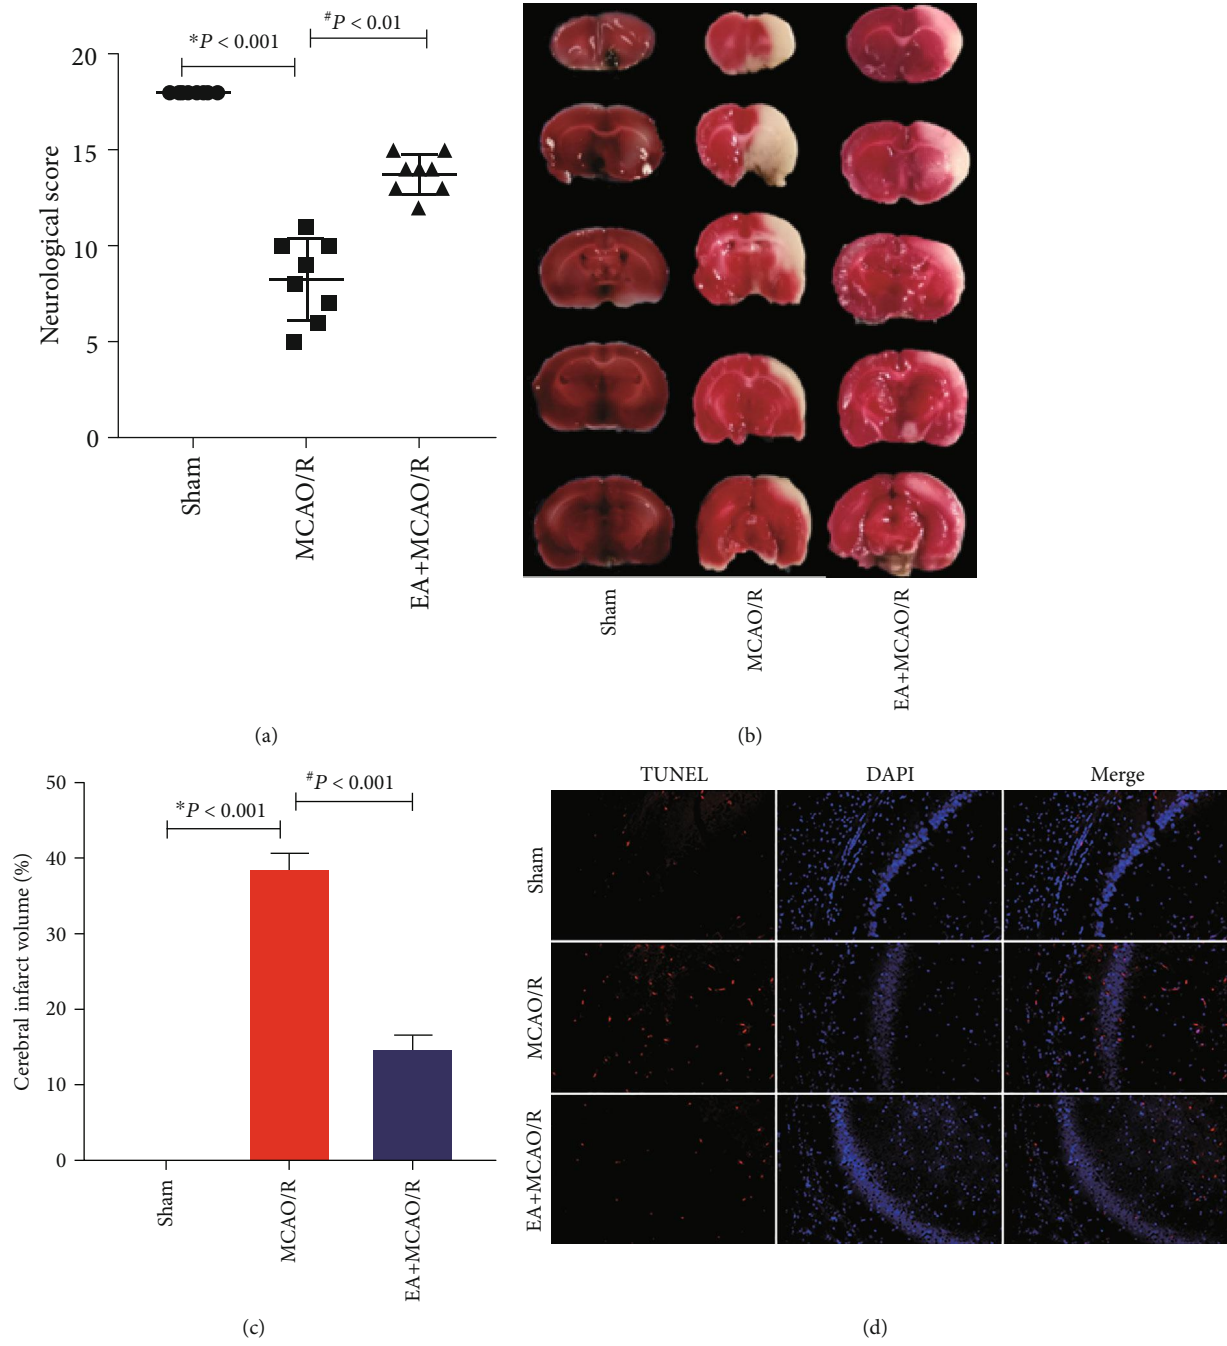 *P < 0.001
#P < 0.01
20
15
10
5
0
Neurological score
Sham
MCAO/R
EA+MCAO/R
(a)
Sham
MCAO/R
EA+MCAO/R
(b)
*P < 0.001
#P < 0.001
50
40
30
20
10
0
Cerebral infarct volume (%)
Sham
MCAO/R
EA+MCAO/R
(c)
TUNEL
DAPI
Merge
Sham
MCAO/R
EA+MCAO/R
(d)